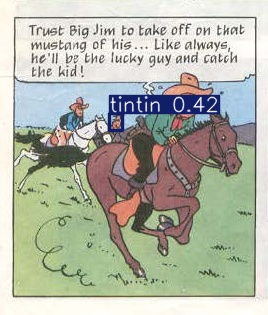 Trust Big Jim to take off on that
mustang of his... Like always,
he'll be the lucky guy and catch
the kid!
tintin 0.42